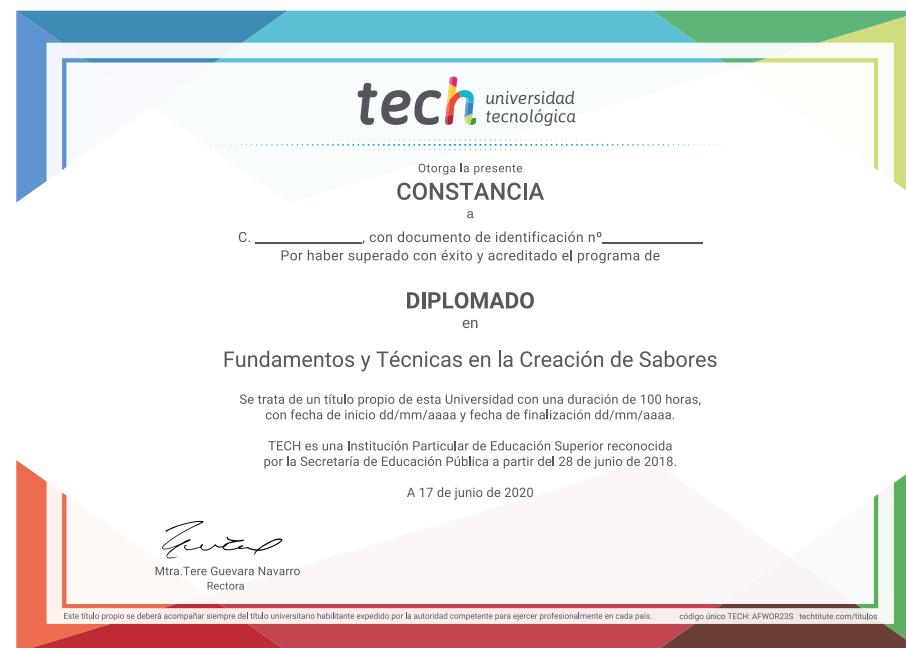 tech universidad
tecnológica
Otorga la presente
CONSTANCIA
a
C. ____________, con documento de identificación nº____________
Por haber superado con éxito y acreditado el programa de
DIPLOMADO
en
Fundamentos y Técnicas en la Creación de Sabores
Se trata de un título propio de esta Universidad con una duración de 100 horas,
con fecha de inicio dd/mm/aaaa y fecha de finalización dd/mm/aaaa.
TECH es una Institución Particular de Educación Superior reconocida
por la Secretaría de Educación Pública a partir del 28 de junio de 2018.
A 17 de junio de 2020
Mtra.Tere Guevara Navarro
Rectora
Este título propio se deberá acompañar siempre del título universitario habilitante expedido por la autoridad competente para ejercer profesionalmente en cada país. código único TECH: AFWOR23S techtitute.com/titulos